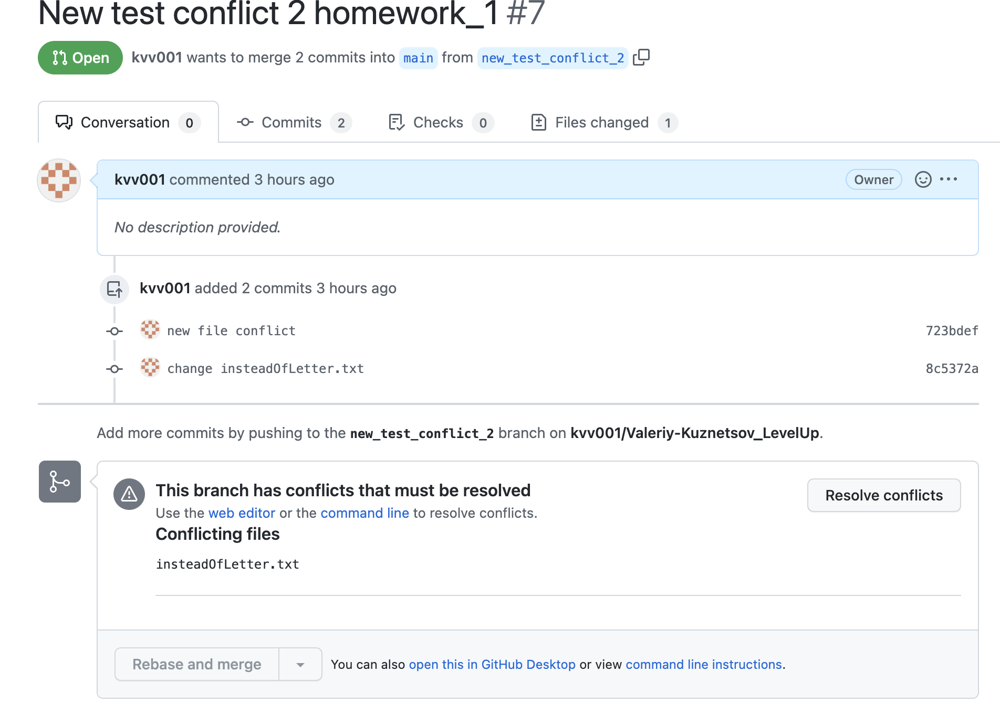 New test conflict 2 homework_1 #7
Open kvv001 wants to merge 2 commits into main from new_test_conflict_2
Conversation 0 Commits 2 Checks 0 Files changed 1
kvv001 commented 3 hours ago Owner
No description provided.
kvv001 added 2 commits 3 hours ago
new file conflict 723bdef
change insteadOfLetter.txt 8c5372a
Add more commits by pushing to the new_test_conflict_2 branch on kvv001/Valeriy-Kuznetsov_LevelUp.
This branch has conflicts that must be resolved Resolve conflicts
Use the web editor or the command line to resolve conflicts.
Conflicting files
insteadOfLetter.txt
Rebase and merge You can also open this in GitHub Desktop or view command line instructions.